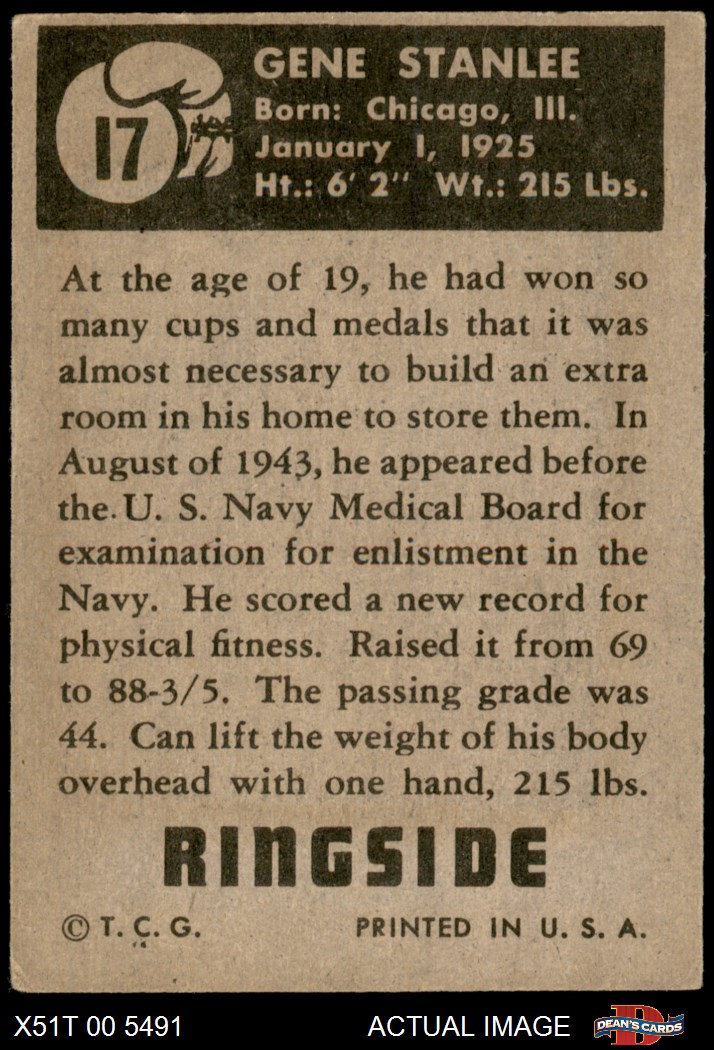 17
GENE STANLEE
Born: Chicago, Ill.
January 1, 1925
Ht.: 6' 2" Wt.: 215 Lbs.
At the age of 19, he had won so
many cups and medals that it was
almost necessary to build an extra
room in his home to store them. In
August of 1943, he appeared before
the U. S. Navy Medical Board for
examination for enlistment in the
Navy. He scored a new record for
physical fitness. Raised it from 69
to 88-3/5. The passing grade was
44. Can lift the weight of his body
overhead with one hand, 215 lbs.
RINGSIDE
© T. C. G. PRINTED IN U. S. A.
X51T 00 5491 ACTUAL IMAGE D DEAN'S CARDS